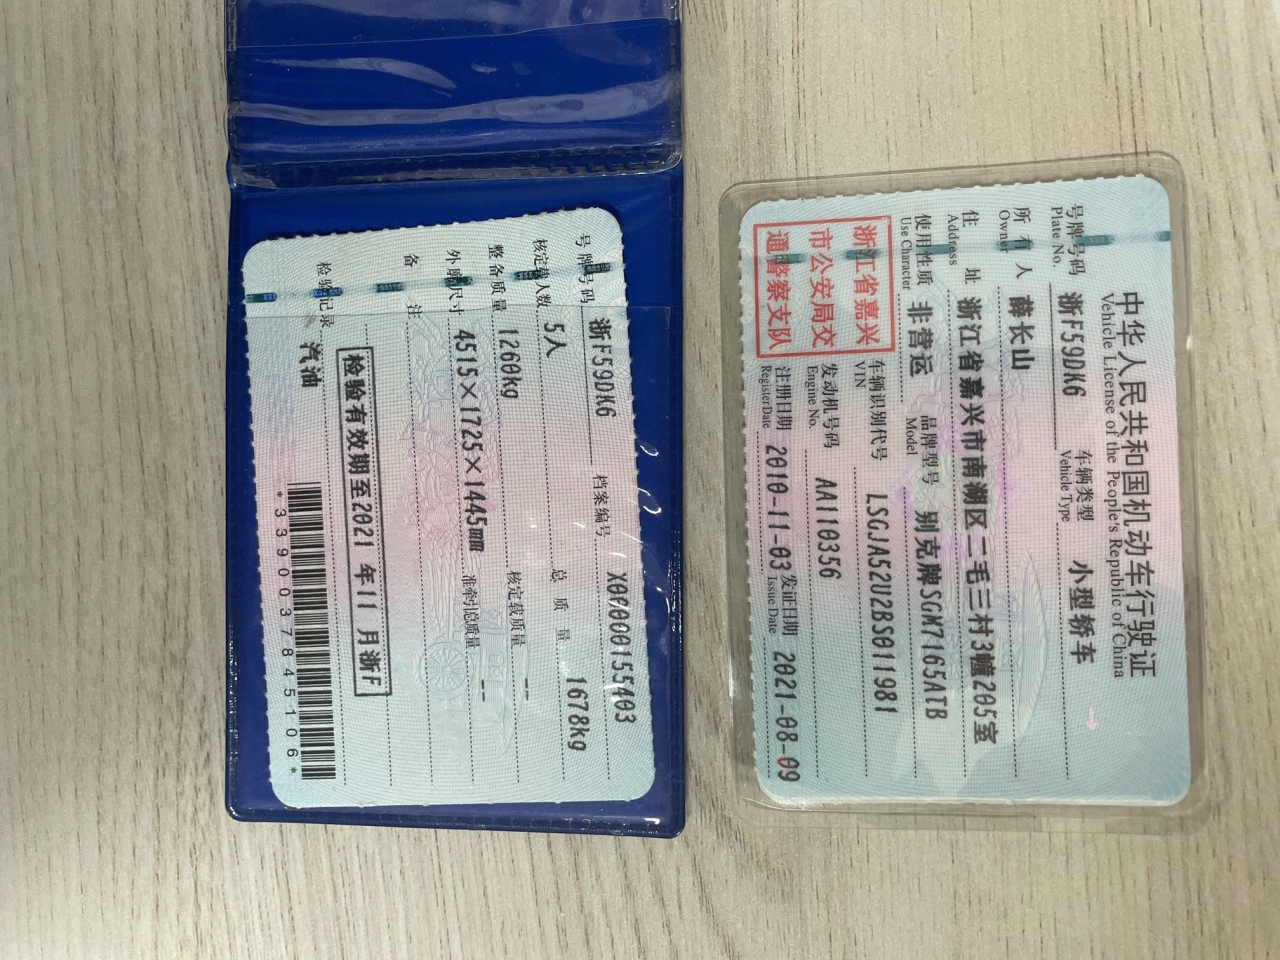 中华人民共和国机动车行驶证
Vehicle License of the People's Republic of China
号牌号码 浙F59DK6 车辆类型 小型轿车
Plate No. Vehicle Type
所有人 薛长山
Owner
住址 浙江省嘉兴市南湖区二毛三村3幢205室
Address
使用性质 非营运 品牌型号 别克牌SGM7165ATB
Use Character Model
浙江省嘉兴
市公安局交
通警察支队
车辆识别代号 LSGJA52U2BS011981
VIN
发动机号码 AA110356
Engine No.
注册日期 2010-11-03 发证日期 2021-08-09
Register Date Issue Date
号牌号码 浙F59DK6 档案编号 X00000155403
核定载人数 5人 总质量 1678kg
整备质量 1260kg 核定载质量 --
外廓尺寸 4515×1725×1445mm 准牵引总质量 --
备注
检验有效期至2021年11月浙F
检验记录 汽油
*3390037845106*